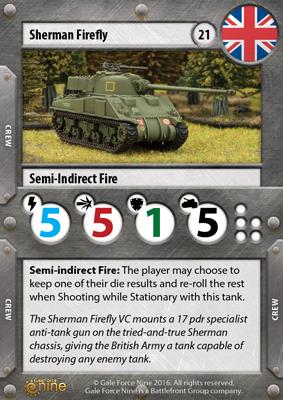 Sherman Firefly 21
CREW
Semi-Indirect Fire
5 5 1 5
Semi-indirect Fire: The player may choose to
keep one of their die results and re-roll the rest
when Shooting while Stationary with this tank.
The Sherman Firefly VC mounts a 17 pdr specialist
anti-tank gun on the tried-and-true Sherman
chassis, giving the British Army a tank capable of
destroying any enemy tank.
CREW
CREW
Gale Force
nine
© Gale Force Nine 2016. All rights reserved.
Gale Force Nine is a Battlefront Group company.